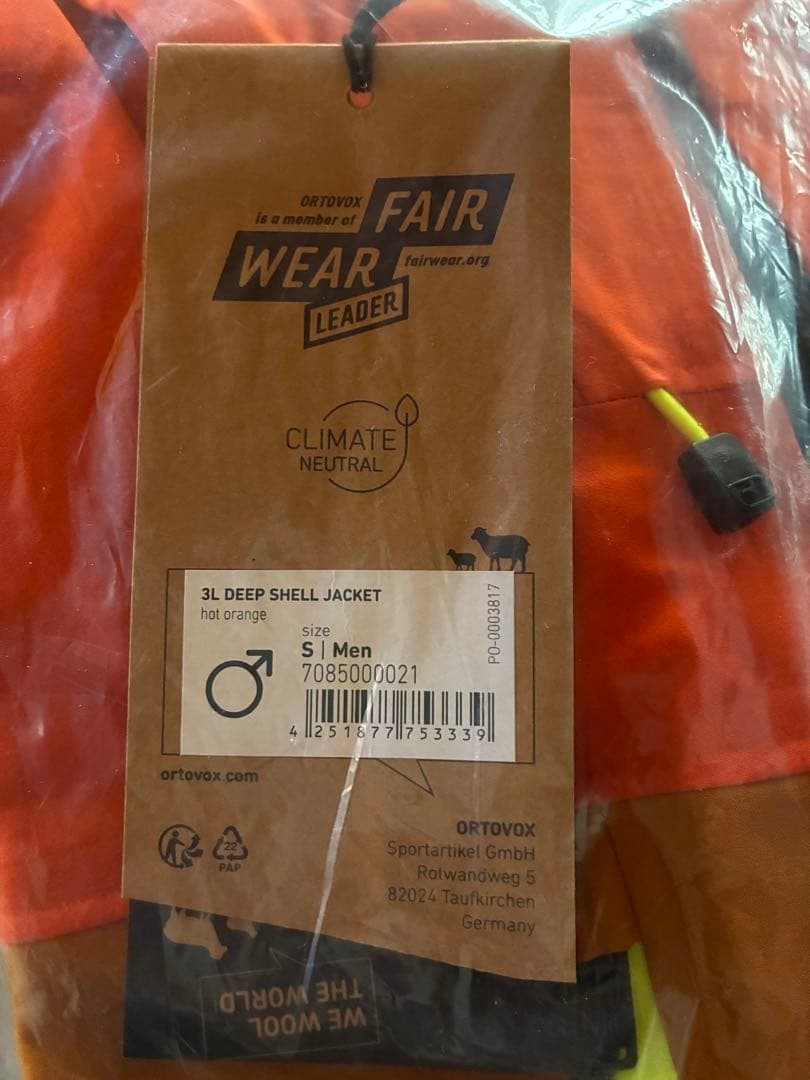 ORTOVOX
is a member of
FAIR
WEAR
fairwear.org
LEADER
CLIMATE
NEUTRAL
3L DEEP SHELL JACKET
hot orange
size
S | Men
7085000021
4 251877 753339
PO-0003817
ortovox.com
22
PAP
ORTOVOX
Sportartikel GmbH
Rotwandweg 5
82024 Taufkirchen
Germany
WE WOOL
THE WORLD